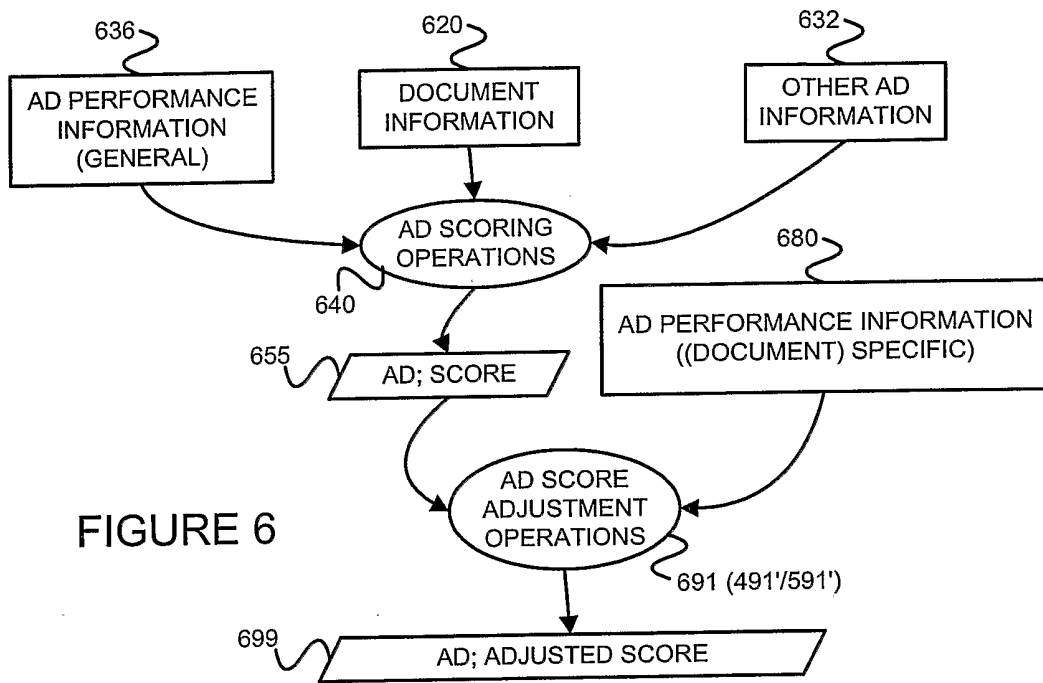 636
620
632
AD PERFORMANCE
INFORMATION
(GENERAL)
DOCUMENT
INFORMATION
OTHER AD
INFORMATION
AD SCORING
OPERATIONS
640
680
AD PERFORMANCE INFORMATION
((DOCUMENT) SPECIFIC)
655
AD; SCORE
AD SCORE
ADJUSTMENT
OPERATIONS
FIGURE 6
691 (491'/591')
699
AD; ADJUSTED SCORE